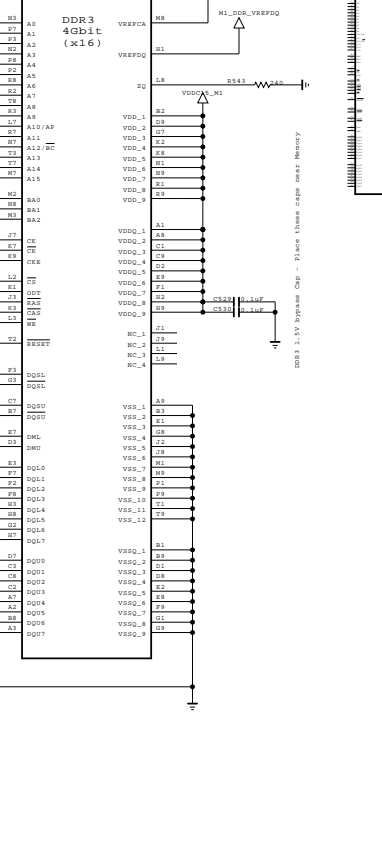 DDR3
4Gbit
(x16)
N3 A0
P7 A1
P3 A2
N2 A3
P8 A4
P2 A5
R8 A6
R2 A7
T8 A8
R3 A9
L7 A10/AP
R7 A11
N7 A12/BC
T3 A13
T7 A14
M7 A15
M2 BA0
N8 BA1
M3 BA2
J7 CK
K7 CK
K9 CKE
L2 CS
K1 ODT
J3 RAS
K3 CAS
L3 WE
T2 RESET
F3 DQSL
G3 DQSL
C7 DQSU
B7 DQSU
E7 DML
D3 DMU
E3 DQL0
F7 DQL1
F2 DQL2
F8 DQL3
H3 DQL4
H8 DQL5
G2 DQL6
H7 DQL7
D7 DQU0
C3 DQU1
C8 DQU2
C2 DQU3
A7 DQU4
A2 DQU5
B8 DQU6
A3 DQU7
VREFCA M8
M1_DDR_VREFDQ
VREFDQ H1
ZQ L8 R543 240
VDDC15_M1
VDD_1 B2
VDD_2 D9
VDD_3 G7
VDD_4 K2
VDD_5 K8
VDD_6 N1
VDD_7 N9
VDD_8 R1
VDD_9 R9
VDDQ_1 A1
VDDQ_2 A8
VDDQ_3 C1
VDDQ_4 C9
VDDQ_5 D2
VDDQ_6 E9
VDDQ_7 F1
VDDQ_8 H2 C529 0.1uF
VDDQ_9 H9 C530 0.1uF
NC_1 J1
NC_2 J9
NC_3 L1
NC_4 L9
VSS_1 A9
VSS_2 B3
VSS_3 E1
VSS_4 G8
VSS_5 J2
VSS_6 J8
VSS_7 M1
VSS_8 M9
VSS_9 P1
VSS_10 P9
VSS_11 T1
VSS_12 T9
VSSQ_1 B1
VSSQ_2 B9
VSSQ_3 D1
VSSQ_4 D8
VSSQ_5 E2
VSSQ_6 E8
VSSQ_7 F9
VSSQ_8 G1
VSSQ_9 G9
DDR3 1.5V bypass Cap - Place these caps near Memory